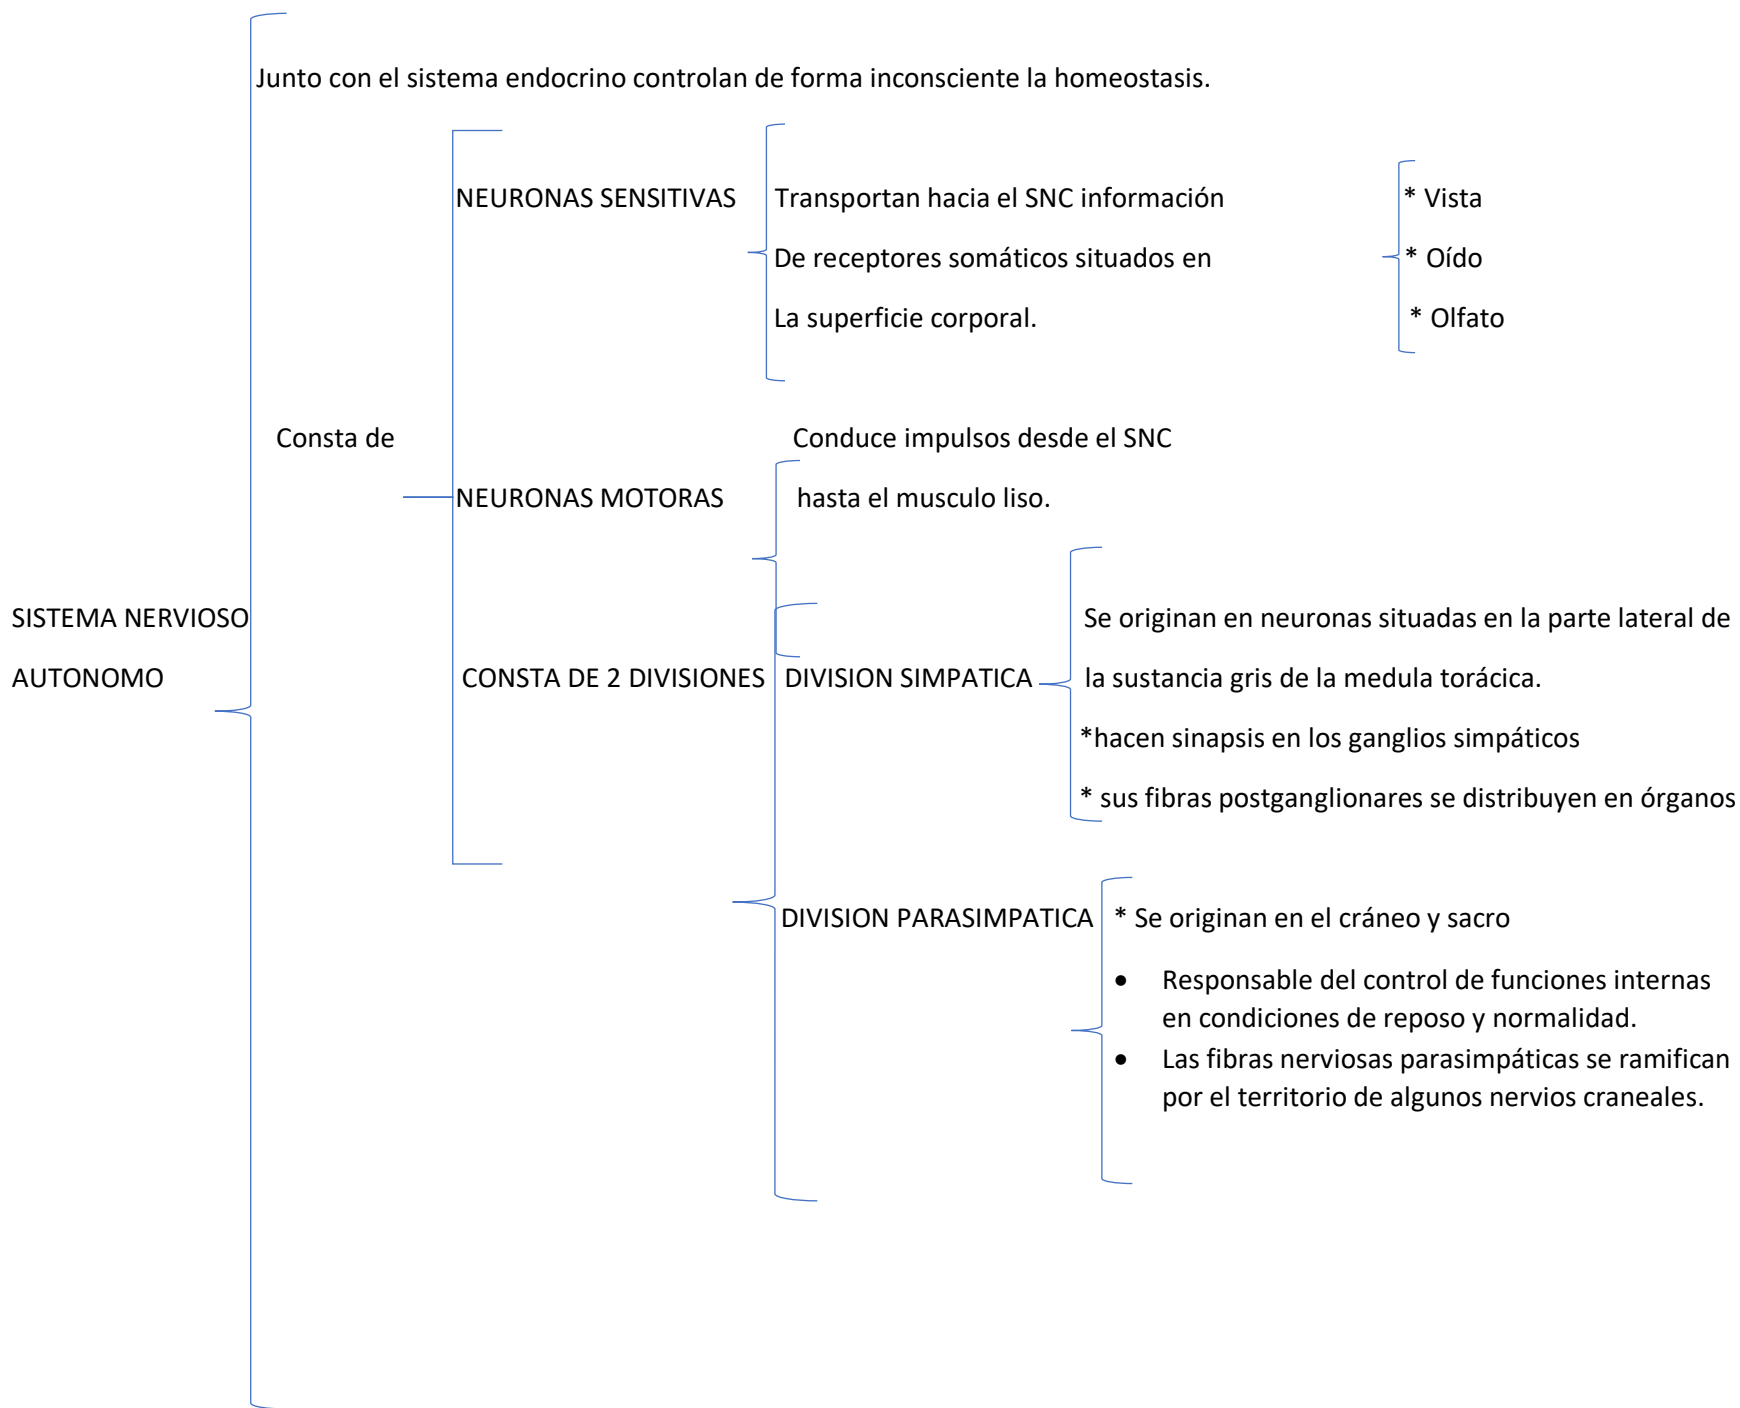 Junto con el sistema endocrino controlan de forma inconsciente la homeostasis.
NEURONAS SENSITIVAS
Transportan hacia el SNC información
De receptores somáticos situados en
La superficie corporal.
* Vista
* Oído
* Olfato
Consta de
Conduce impulsos desde el SNC
NEURONAS MOTORAS
hasta el musculo liso.
SISTEMA NERVIOSO
AUTONOMO
CONSTA DE 2 DIVISIONES
DIVISION SIMPATICA
Se originan en neuronas situadas en la parte lateral de
la sustancia gris de la medula torácica.
*hacen sinapsis en los ganglios simpáticos
* sus fibras postganglionares se distribuyen en órganos
DIVISION PARASIMPATICA
* Se originan en el cráneo y sacro
• Responsable del control de funciones internas
en condiciones de reposo y normalidad.
• Las fibras nerviosas parasimpáticas se ramifican
por el territorio de algunos nervios craneales.